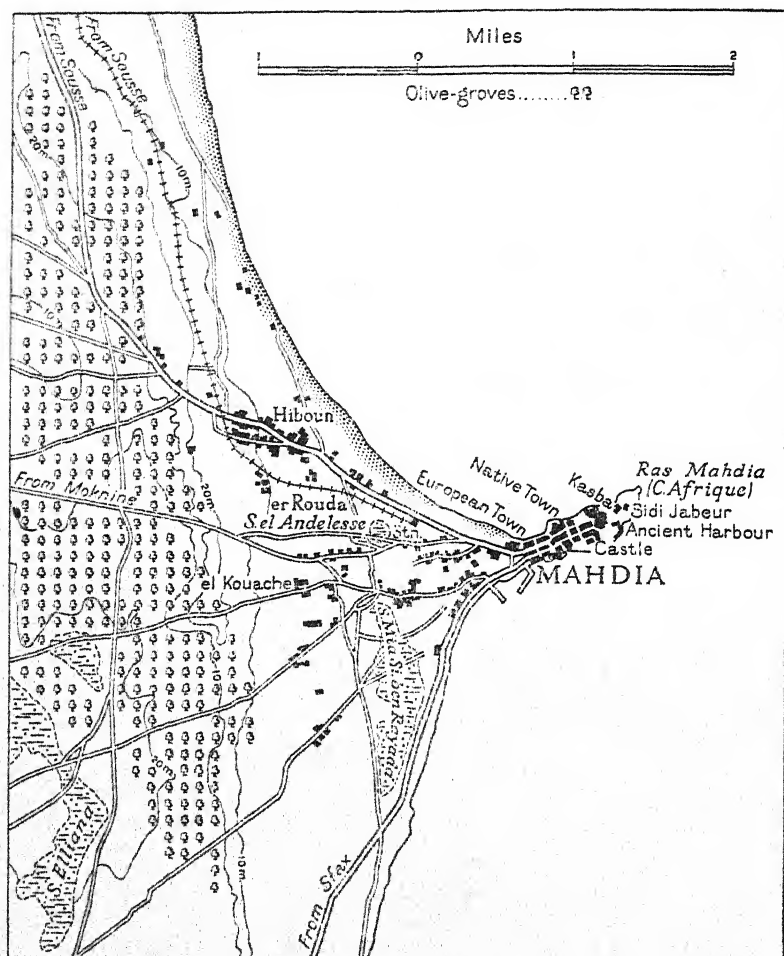 Miles
1 0 1 2
Olive-groves........
From Sousse
From Sousse
20m.
10m.
10
Hiboun
From Moknine
20m.
er Rouda
S. el Andelesse
Stn.
European Town
Native Town
Kasba
Ras Mahdia
(C. Afrique)
Sidi Jabeur
Ancient Harbour
Castle
MAHDIA
el Kouache
10m.
20m.
S. Elliana
10m.
From Sfax